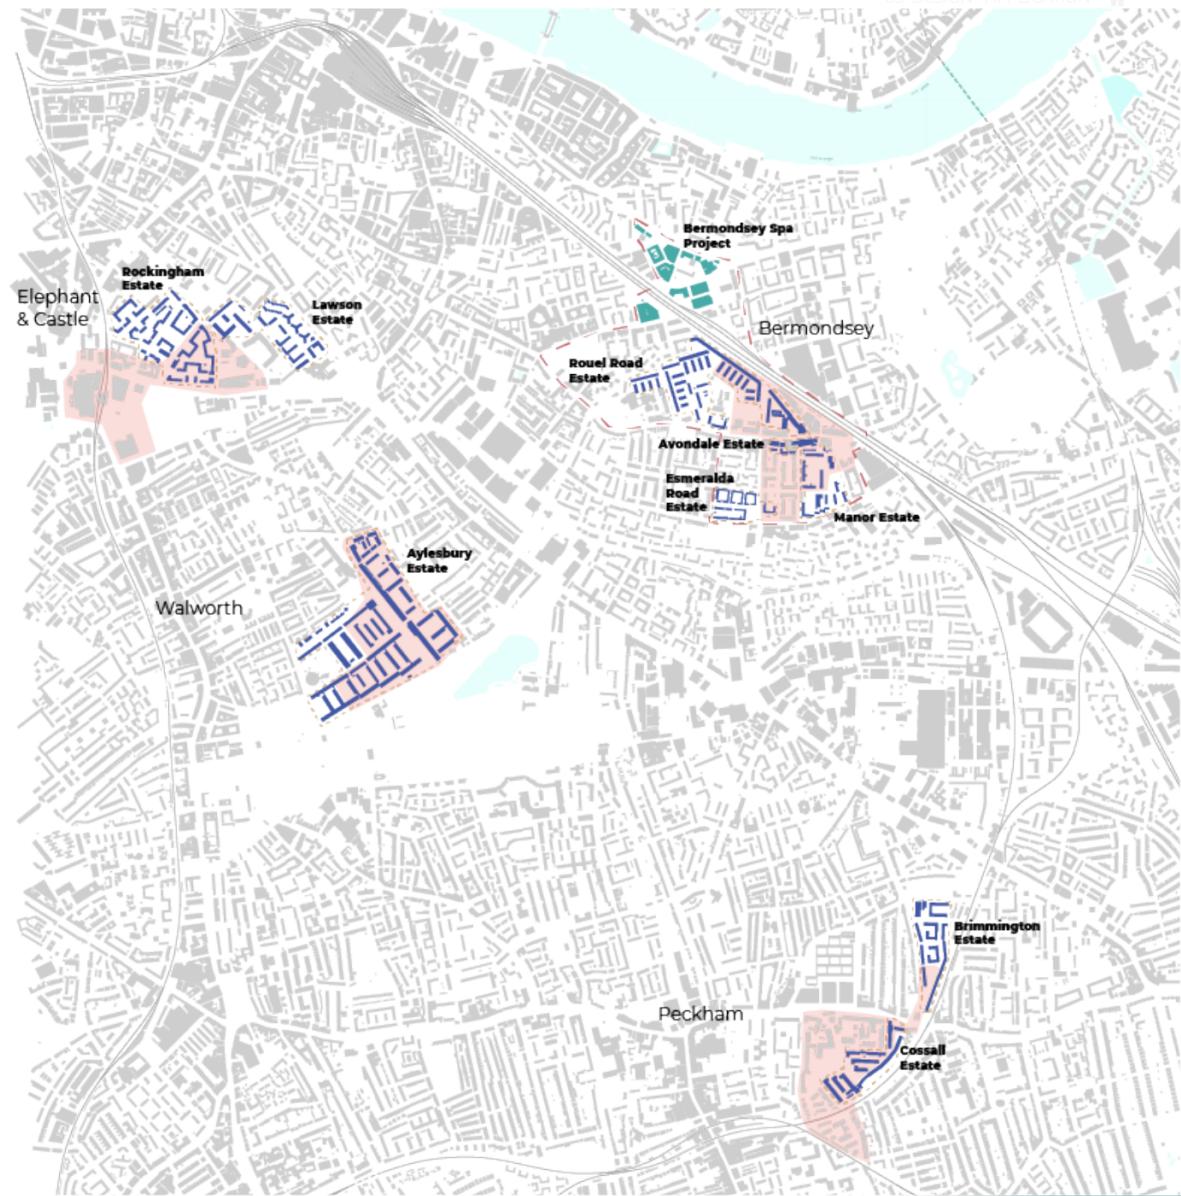 Bermondsey Spa
Project
Rockingham
Estate
Elephant
& Castle
Lawson
Estate
Bermondsey
Rouel Road
Estate
Avondale Estate
Esmeralda
Road
Estate
Manor Estate
Aylesbury
Estate
Walworth
Brimmington
Estate
Peckham
Cossall
Estate